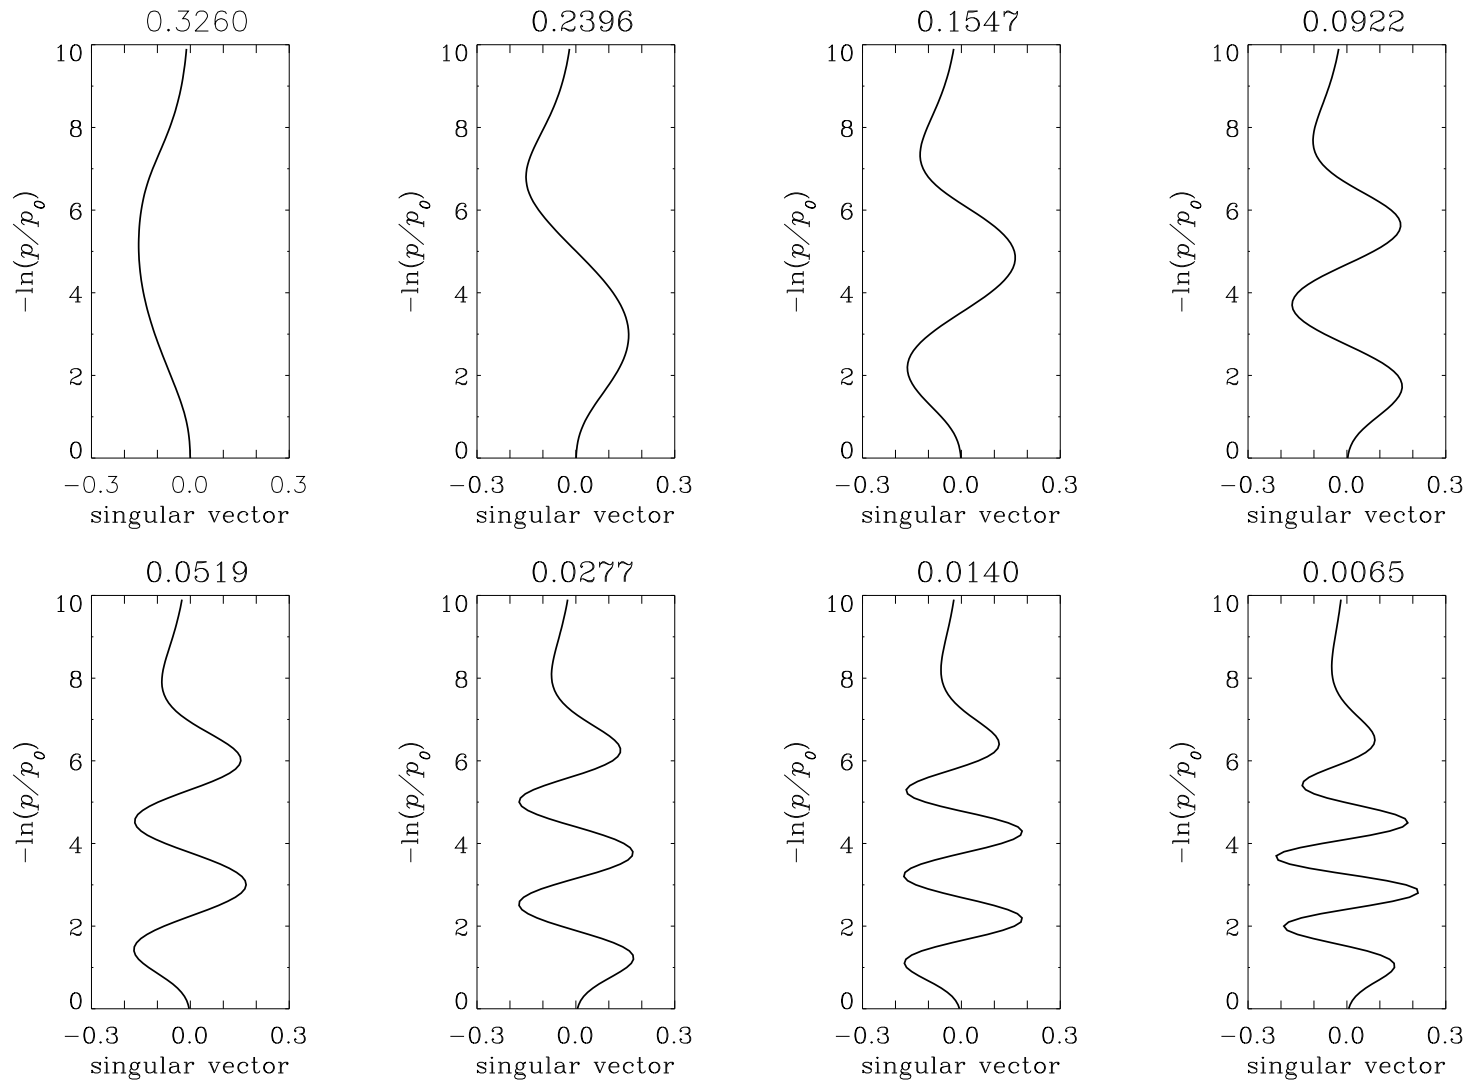 0.3260 0.2396 0.1547 0.0922
10 10 10 10
8 8 8 8
6 6 6 6
4 4 4 4
2 2 2 2
0 0 0 0
−ln(p/p0) −ln(p/p0) −ln(p/p0) −ln(p/p0)
−0.3 0.0 0.3 −0.3 0.0 0.3 −0.3 0.0 0.3 −0.3 0.0 0.3
singular vector singular vector singular vector singular vector
0.0519 0.0277 0.0140 0.0065
10 10 10 10
8 8 8 8
6 6 6 6
4 4 4 4
2 2 2 2
0 0 0 0
−ln(p/p0) −ln(p/p0) −ln(p/p0) −ln(p/p0)
−0.3 0.0 0.3 −0.3 0.0 0.3 −0.3 0.0 0.3 −0.3 0.0 0.3
singular vector singular vector singular vector singular vector